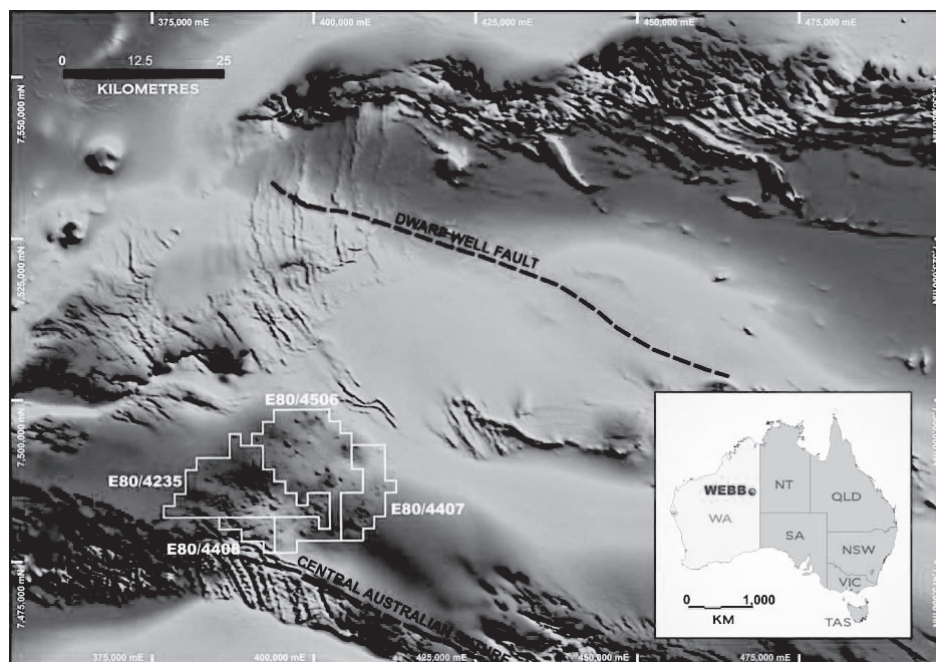 375,000 mE
400,000 mE
425,000 mE
450,000 mE
475,000 mE
0 12.5 25
KILOMETRES
7,550,000 mN
7,525,000 mN
7,500,000 mN
7,475,000 mN
DWARF WELL FAULT
E80/4506
E80/4235
E80/4407
E80/4408
CENTRAL AUSTRALIAN SUTURE
WEBB
WA
NT
QLD
SA
NSW
VIC
TAS
0 1,000
KM
375,000 mE
400,000 mE
425,000 mE
450,000 mE
475,000 mE